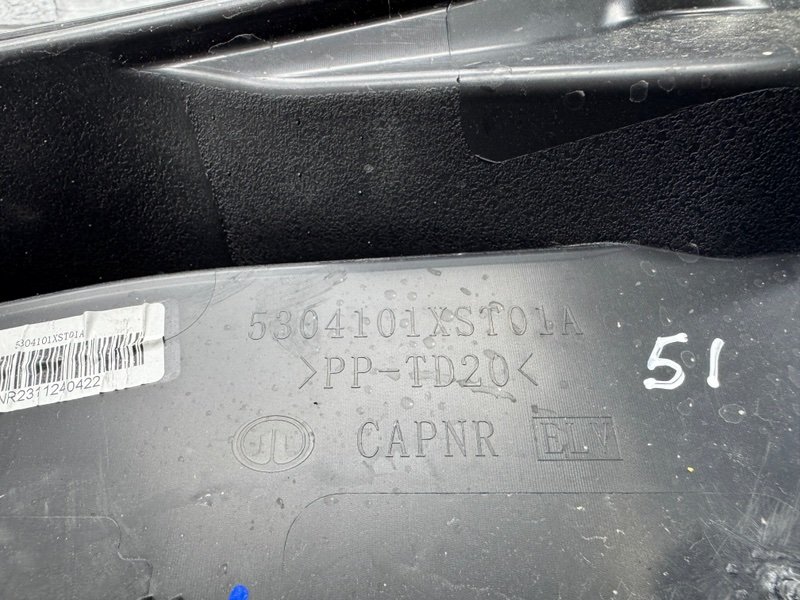 5304101XST01A
>PP-TD20<
CAPNR ELV
5304101XST01A
NR2311240422
51